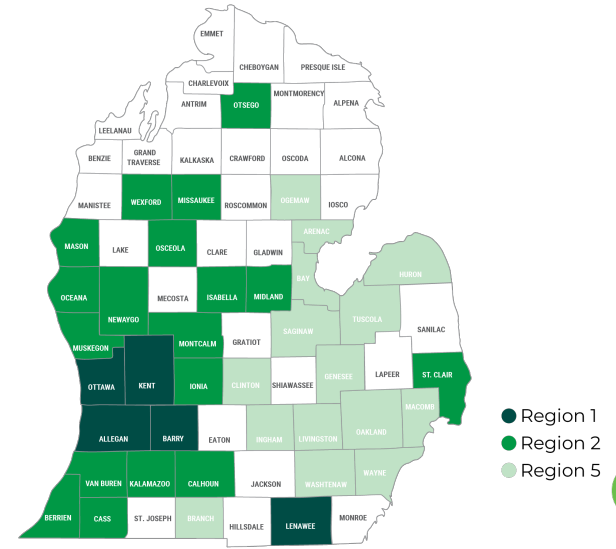 EMMET
CHEBOYGAN
PRESQUE ISLE
CHARLEVOIX
ANTRIM
OTSEGO
MONTMORENCY
ALPENA
LEELANAU
BENZIE
GRAND
TRAVERSE
KALKASKA
CRAWFORD
OSCODA
ALCONA
MANISTEE
WEXFORD
MISSAUKEE
ROSCOMMON
OGEMAW
IOSCO
ARENAC
MASON
LAKE
OSCEOLA
CLARE
GLADWIN
HURON
BAY
OCEANA
MECOSTA
ISABELLA
MIDLAND
NEWAYGO
TUSCOLA
SANILAC
SAGINAW
MUSKEGON
MONTCALM
GRATIOT
OTTAWA
KENT
IONIA
CLINTON
SHIAWASSEE
GENESEE
LAPEER
ST. CLAIR
MACOMB
ALLEGAN
BARRY
EATON
INGHAM
LIVINGSTON
OAKLAND
Region 1
Region 2
Region 5
VAN BUREN
KALAMAZOO
CALHOUN
JACKSON
WASHTENAW
WAYNE
BERRIEN
CASS
ST. JOSEPH
BRANCH
HILLSDALE
LENAWEE
MONROE